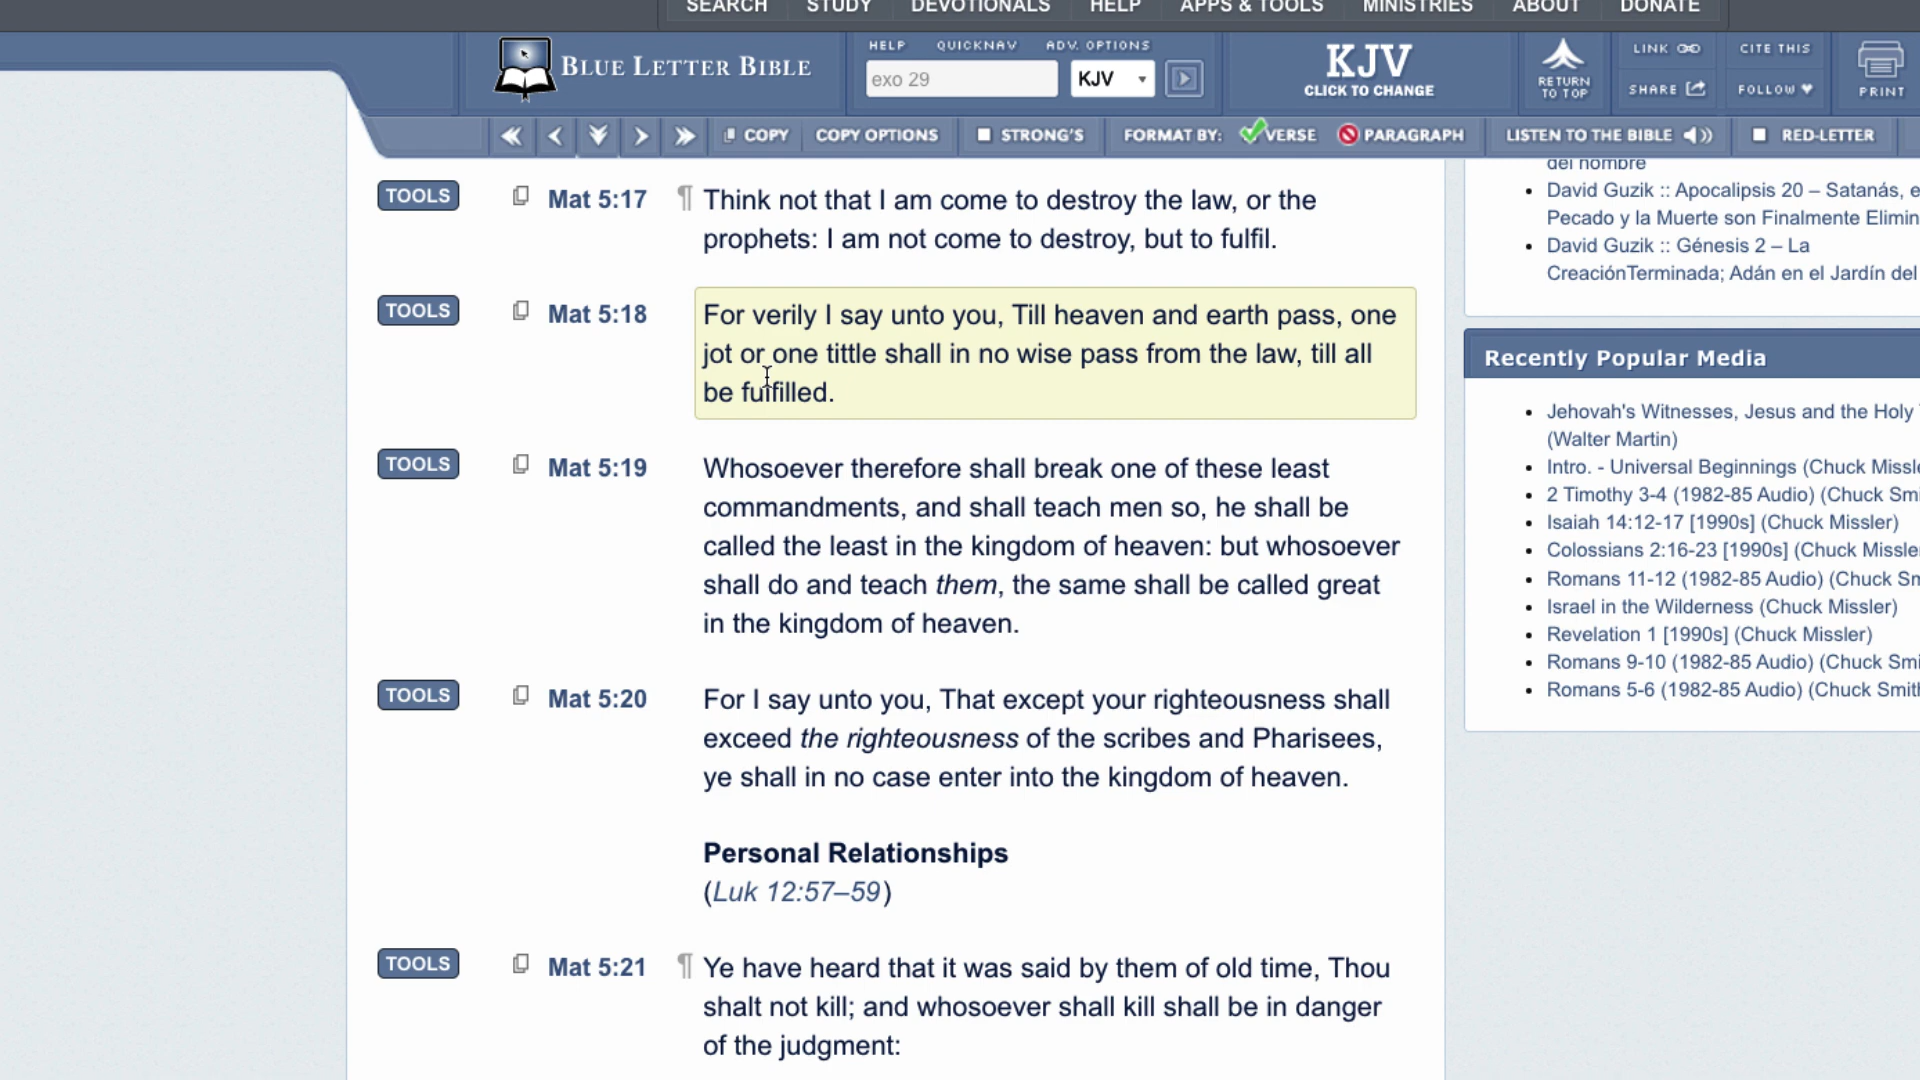 SEARCH STUDY DEVOTIONALS HELP APPS & TOOLS MINISTRIES ABOUT DONATE
BLUE LETTER BIBLE
HELP QUICKNAV ADV. OPTIONS
exo 29 KJV
KJV
CLICK TO CHANGE
RETURN
TO TOP
LINK
SHARE
CITE THIS
FOLLOW
PRINT
COPY COPY OPTIONS STRONG'S FORMAT BY: VERSE PARAGRAPH LISTEN TO THE BIBLE RED-LETTER
TOOLS Mat 5:17 ¶ Think not that I am come to destroy the law, or the
prophets: I am not come to destroy, but to fulfil.
TOOLS Mat 5:18 For verily I say unto you, Till heaven and earth pass, one
jot or one tittle shall in no wise pass from the law, till all
be fulfilled.
TOOLS Mat 5:19 Whosoever therefore shall break one of these least
commandments, and shall teach men so, he shall be
called the least in the kingdom of heaven: but whosoever
shall do and teach them, the same shall be called great
in the kingdom of heaven.
TOOLS Mat 5:20 For I say unto you, That except your righteousness shall
exceed the righteousness of the scribes and Pharisees,
ye shall in no case enter into the kingdom of heaven.
Personal Relationships
(Luk 12:57–59)
TOOLS Mat 5:21 ¶ Ye have heard that it was said by them of old time, Thou
shalt not kill; and whosoever shall kill shall be in danger
of the judgment:
del hombre
David Guzik :: Apocalipsis 20 – Satanás, e
Pecado y la Muerte son Finalmente Elimin
David Guzik :: Génesis 2 – La
CreaciónTerminada; Adán en el Jardín del
Recently Popular Media
Jehovah's Witnesses, Jesus and the Holy
(Walter Martin)
Intro. - Universal Beginnings (Chuck Missle
2 Timothy 3-4 (1982-85 Audio) (Chuck Smi
Isaiah 14:12-17 [1990s] (Chuck Missler)
Colossians 2:16-23 [1990s] (Chuck Missle
Romans 11-12 (1982-85 Audio) (Chuck Sm
Israel in the Wilderness (Chuck Missler)
Revelation 1 [1990s] (Chuck Missler)
Romans 9-10 (1982-85 Audio) (Chuck Smi
Romans 5-6 (1982-85 Audio) (Chuck Smith